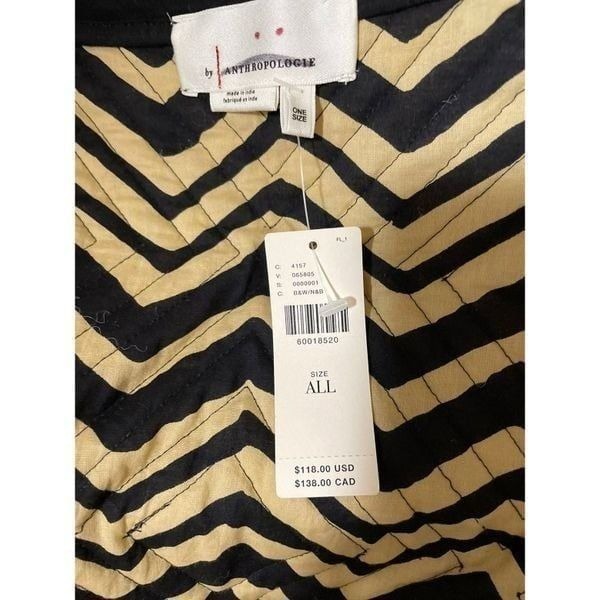 by ANTHROPOLOGIE
made in india
fabriqué en inde
ONE
SIZE
FL_1
C: 4157
V: 065805
S: 0000001
C: B&W/N&B
60018520
SIZE
ALL
$118.00 USD
$138.00 CAD